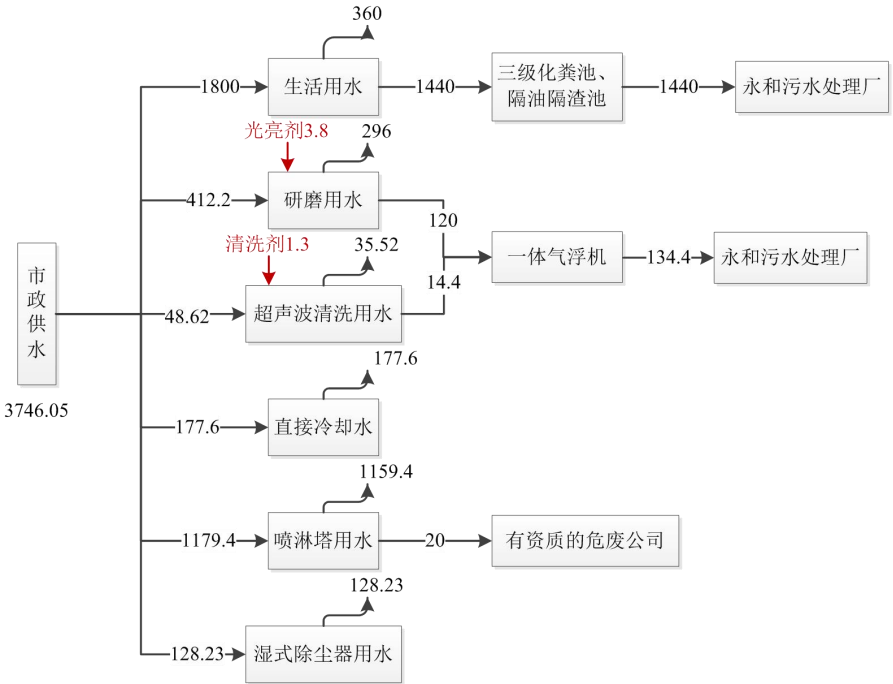 360
1800
生活用水
1440
三级化粪池、
隔油隔渣池
1440
永和污水处理厂
光亮剂3.8
296
412.2
研磨用水
120
清洗剂1.3
35.52
一体气浮机
134.4
永和污水处理厂
14.4
48.62
超声波清洗用水
市
政
供
水
3746.05
177.6
177.6
直接冷却水
1159.4
1179.4
喷淋塔用水
20
有资质的危废公司
128.23
128.23
湿式除尘器用水